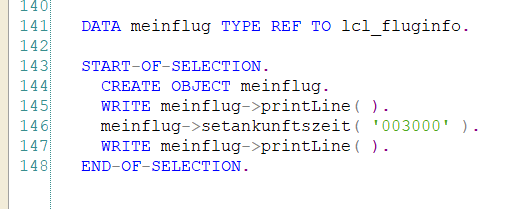 140
141 DATA meinflug TYPE REF TO lcl_fluginfo.
142
143 START-OF-SELECTION.
144 CREATE OBJECT meinflug.
145 WRITE meinflug->printLine( ).
146 meinflug->setankunftszeit( '003000' ).
147 WRITE meinflug->printLine( ).
148 END-OF-SELECTION.